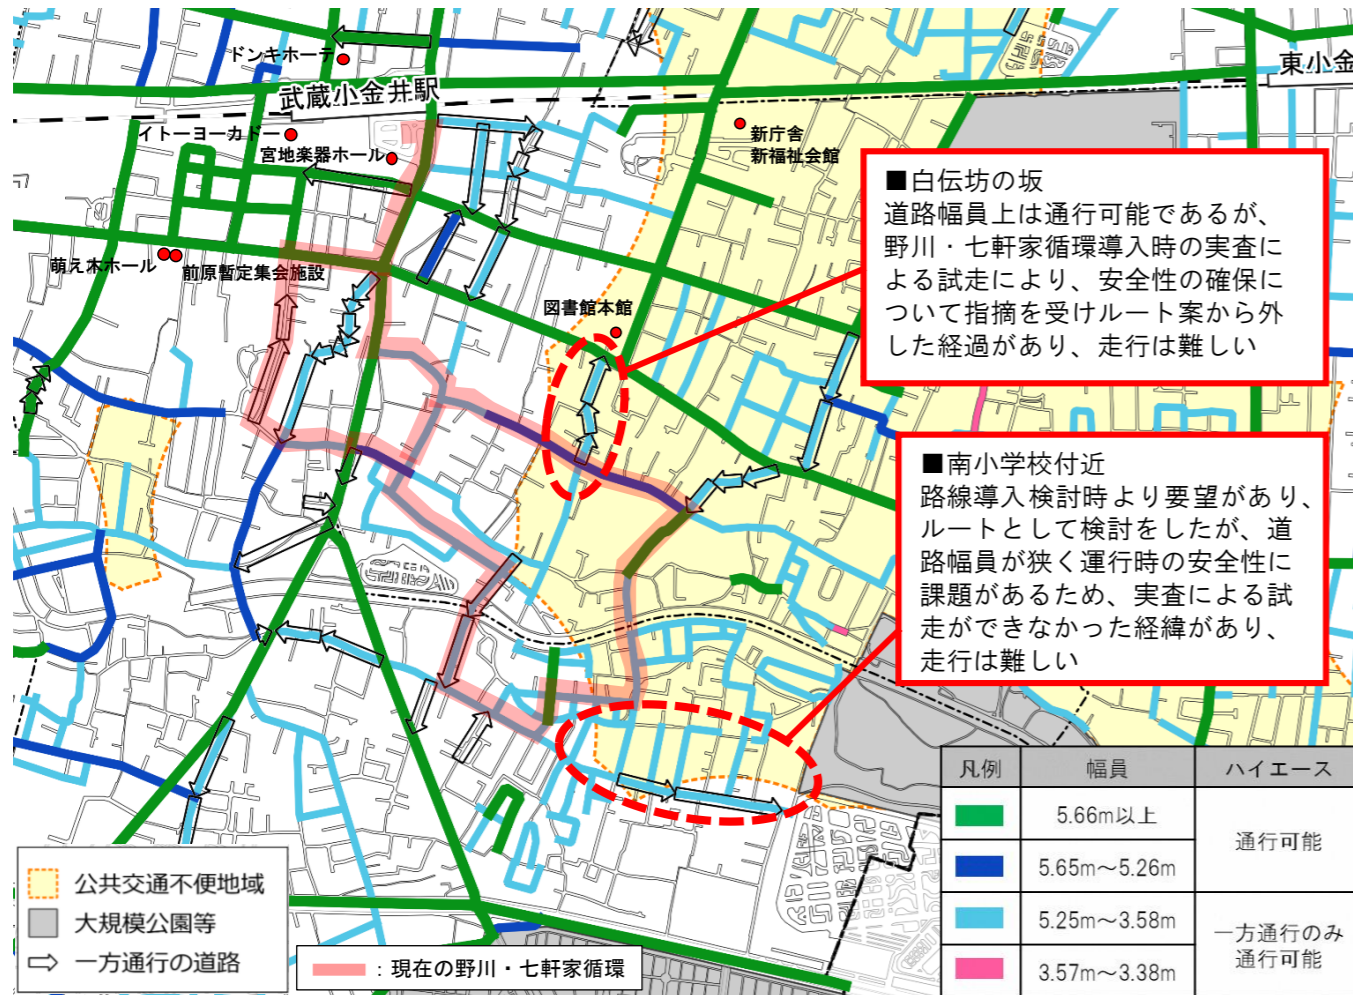 ドンキホーテ
武蔵小金井駅
東小金
イトーヨーカドー
宮地楽器ホール
新庁舎
新福祉会館
萌え木ホール
前原暫定集会施設
図書館本館
■白伝坊の坂
道路幅員上は通行可能であるが、
野川・七軒家循環導入時の実査に
よる試走により、安全性の確保に
ついて指摘を受けルート案から外
した経過があり、走行は難しい
■南小学校付近
路線導入検討時より要望があり、
ルートとして検討をしたが、道
路幅員が狭く運行時の安全性に
課題があるため、実査による試
走ができなかった経緯があり、
走行は難しい
凡例 幅員 ハイエース
5.66m以上
通行可能
5.65m～5.26m
5.25m～3.58m
一方通行のみ
通行可能
3.57m～3.38m
公共交通不便地域
大規模公園等
一方通行の道路
：現在の野川・七軒家循環